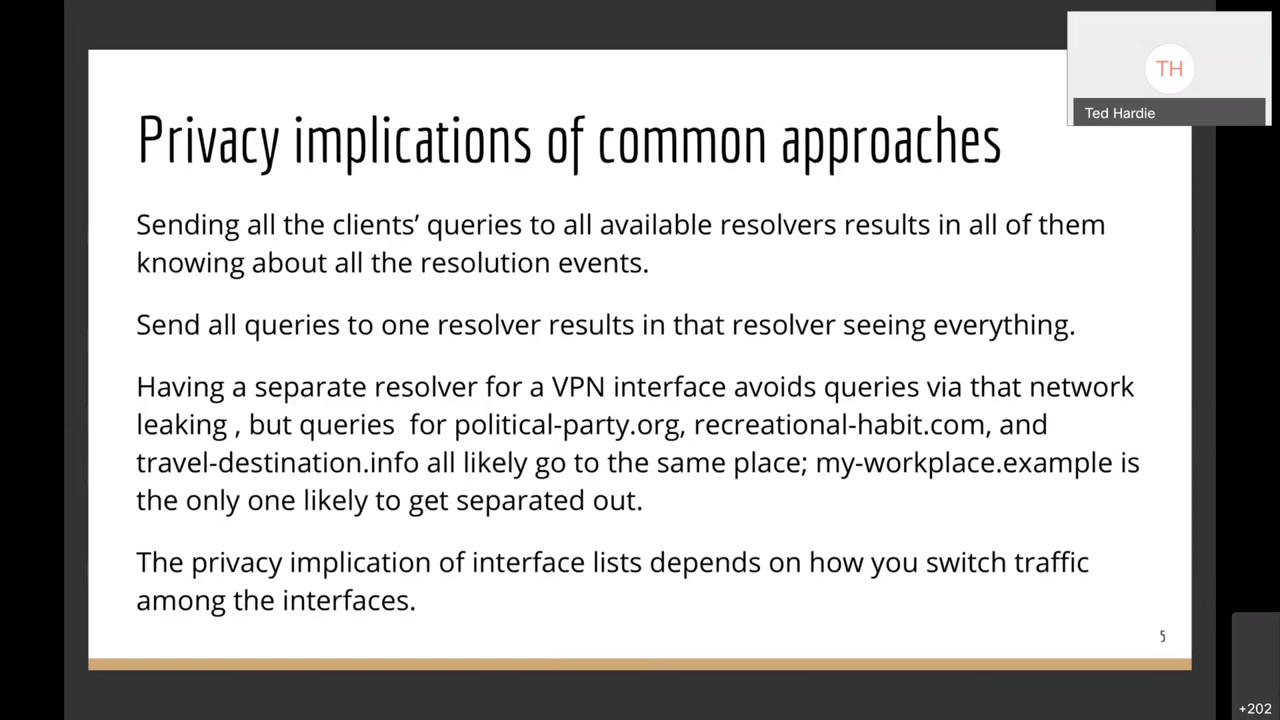 Privacy implications of common approaches
TH
Ted Hardie
Sending all the clients’ queries to all available resolvers results in all of them
knowing about all the resolution events.
Send all queries to one resolver results in that resolver seeing everything.
Having a separate resolver for a VPN interface avoids queries via that network
leaking , but queries  for political-party.org, recreational-habit.com, and
travel-destination.info all likely go to the same place; my-workplace.example is
the only one likely to get separated out.
The privacy implication of interface lists depends on how you switch traffic
among the interfaces.
5
+202